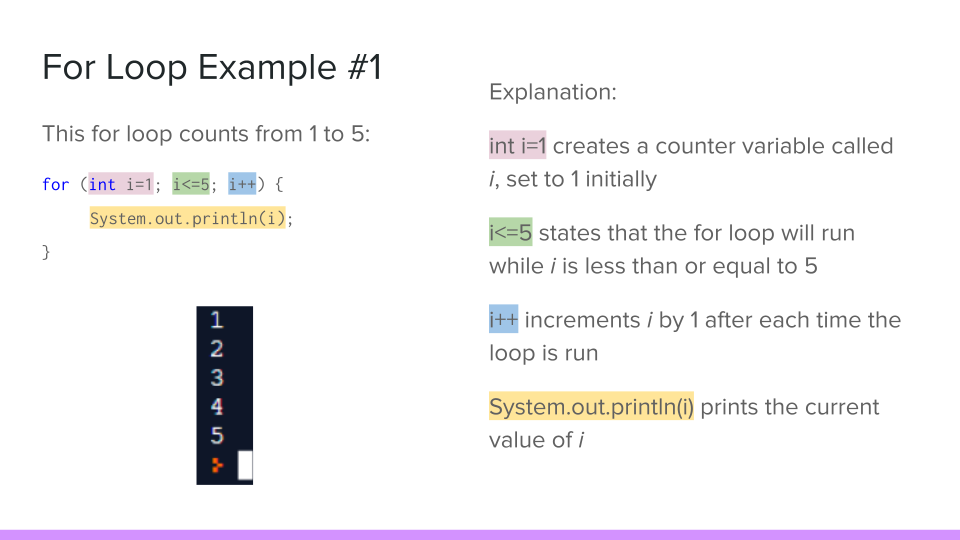 For Loop Example #1
This for loop counts from 1 to 5:
for (int i=1; i<=5; i++) {
System.out.println(i);
}
1
2
3
4
5
Explanation:
int i=1 creates a counter variable called
i, set to 1 initially
i<=5 states that the for loop will run
while i is less than or equal to 5
i++ increments i by 1 after each time the
loop is run
System.out.println(i) prints the current
value of i